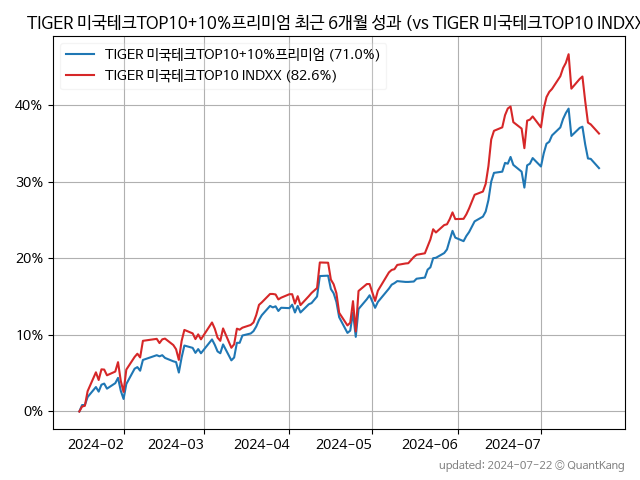 TIGER 미국테크TOP10+10%프리미엄 최근 6개월 성과 (vs TIGER 미국테크TOP10 INDXX
TIGER 미국테크TOP10+10%프리미엄 (71.0%)
TIGER 미국테크TOP10 INDXX (82.6%)
40%
30%
20%
10%
0%
2024-02 2024-03 2024-04 2024-05 2024-06 2024-07
updated: 2024-07-22 © QuantKang